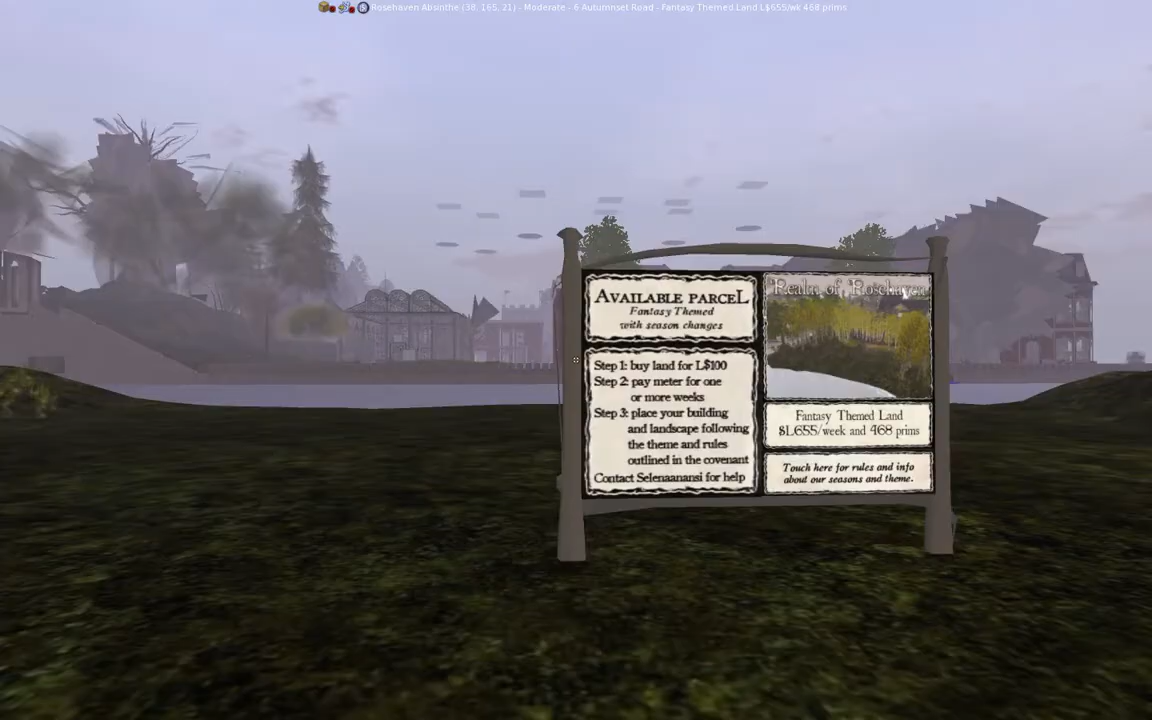 Rosehaven Absinthe (38, 165, 21) - Moderate - 6 Autumnset Road - Fantasy Themed Land L$655/wk 468 prims
AVAILABLE PARCEL
Fantasy Themed
with season changes
Step 1: buy land for L$100
Step 2: pay meter for one
or more weeks
Step 3: place your building
and landscape following
the theme and rules
outlined in the covenant
Contact Selenaanansi for help
Realm of Rosehaven
Fantasy Themed Land
$L655/week and 468 prims
Touch here for rules and info
about our seasons and theme.